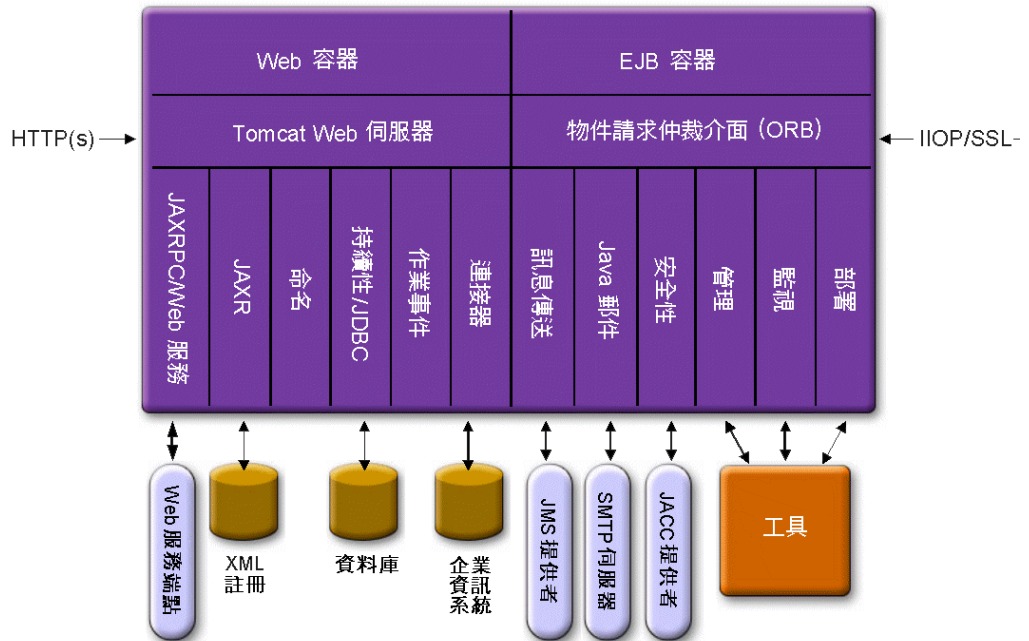 Web 容器
EJB 容器
HTTP(s)
Tomcat Web 伺服器
物件請求仲裁介面 (ORB)
IIOP/SSL
JAXRPC/Web 服務
JAXR
命名
持續性/JDBC
作業事件
連接器
訊息傳送
Java 郵件
安全性
管理
監視
部署
Web 服務端點
XML
註冊
資料庫
企業
資訊
系統
JMS 提供者
SMTP 伺服器
JACC 提供者
工具